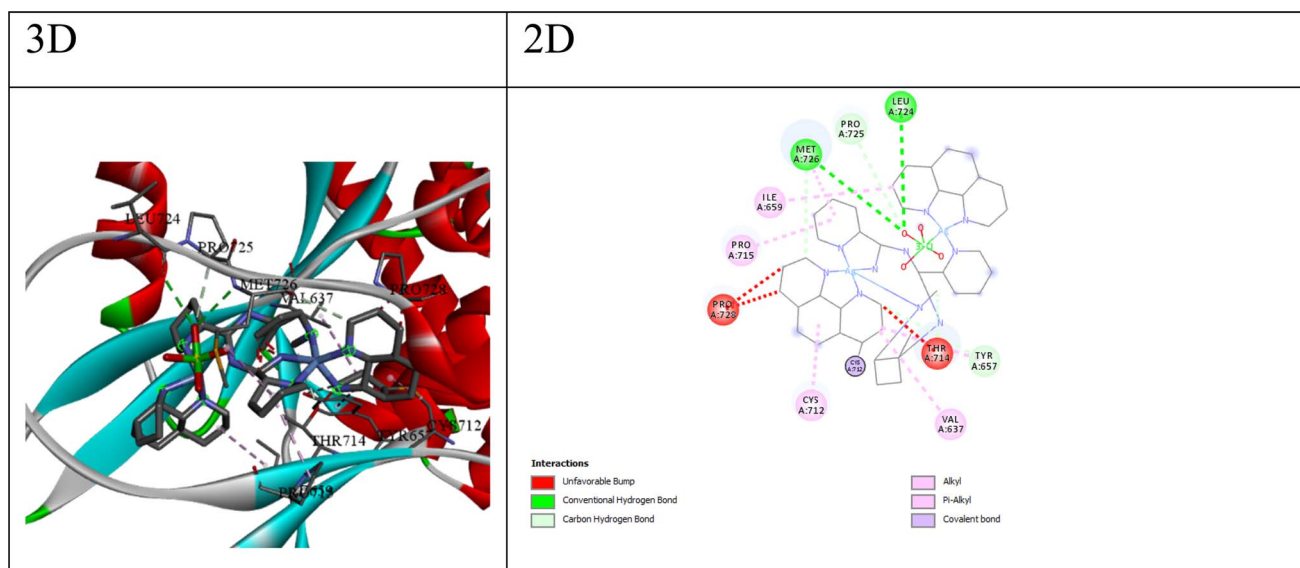 3D
2D
LEU724
PRO725
MET726
VAL637
PRO728
THR714
TYR65
CYS712
LEU
A:724
PRO
A:725
MET
A:726
ILE
A:659
PRO
A:715
PRO
A:728
THR
A:714
TYR
A:657
CYS
A:712
CYS
A:712
VAL
A:637
Interactions
Unfavorable Bump
Conventional Hydrogen Bond
Carbon Hydrogen Bond
Alkyl
Pi-Alkyl
Covalent bond